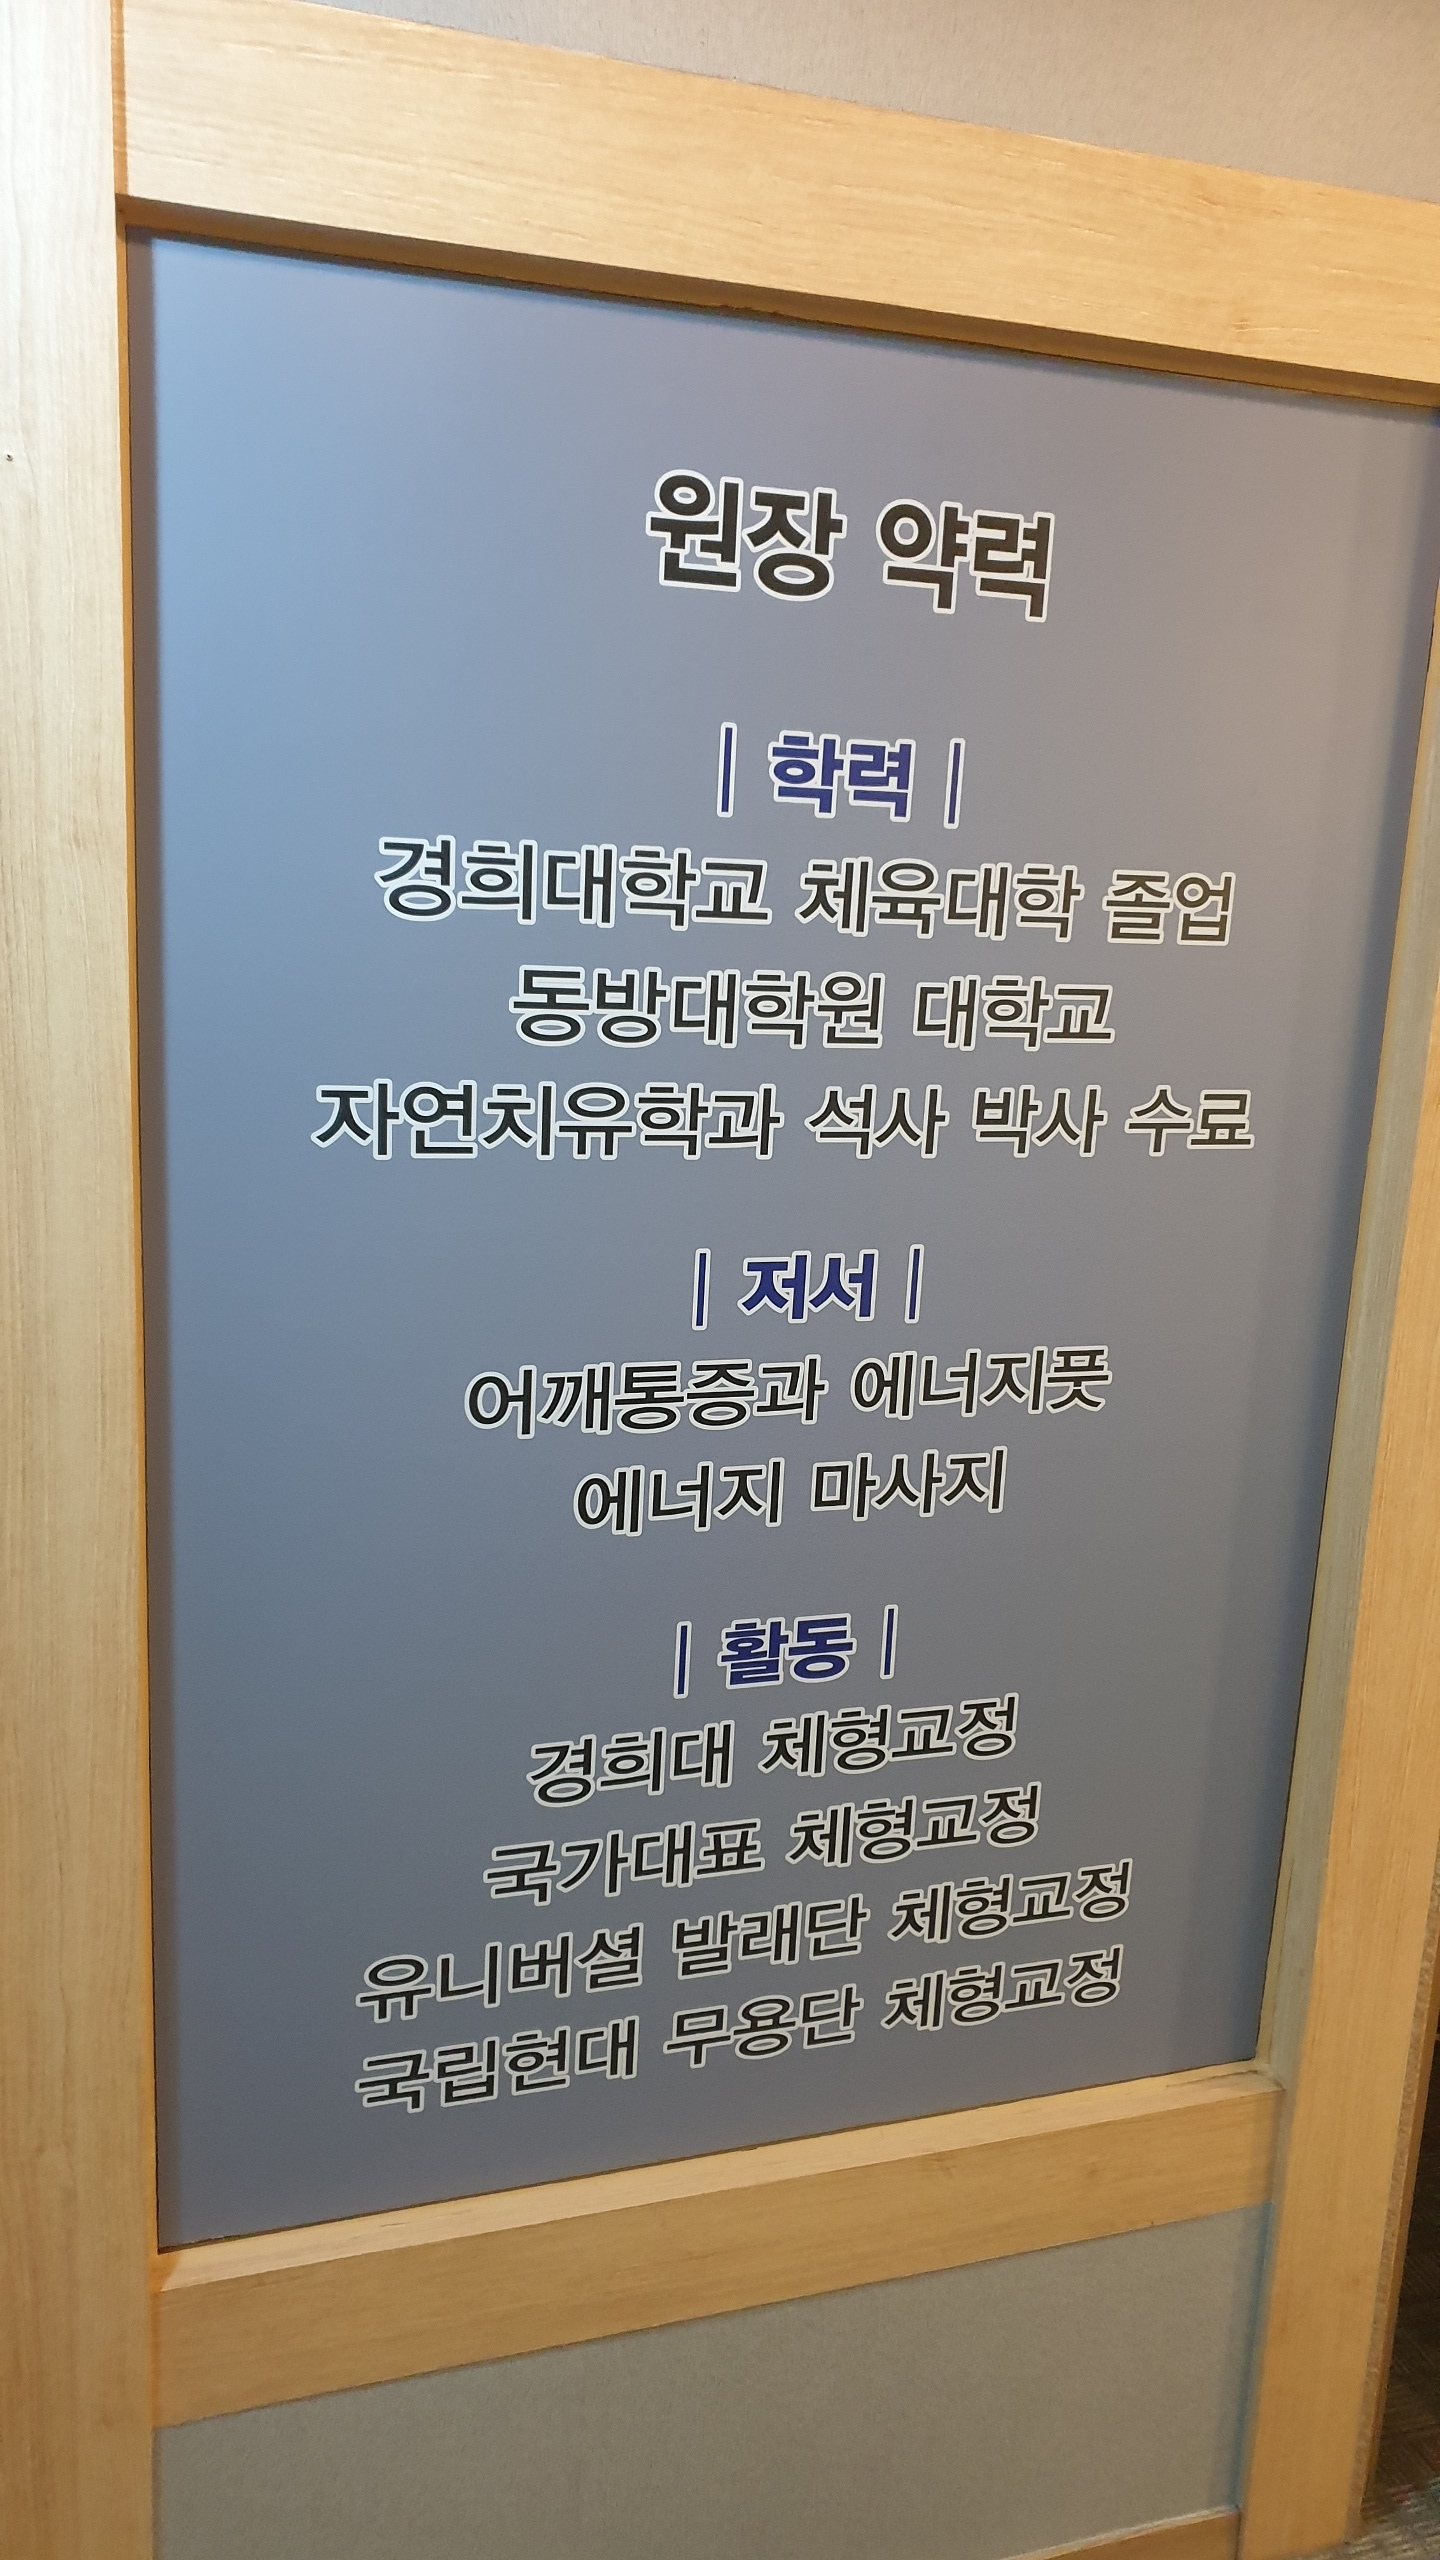 원장 약력
| 학력 |
경희대학교 체육대학 졸업
동방대학원 대학교
자연치유학과 석사 박사 수료
| 저서 |
어깨통증과 에너지풋
에너지 마사지
| 활동 |
경희대 체형교정
국가대표 체형교정
유니버셜 발래단 체형교정
국립현대 무용단 체형교정